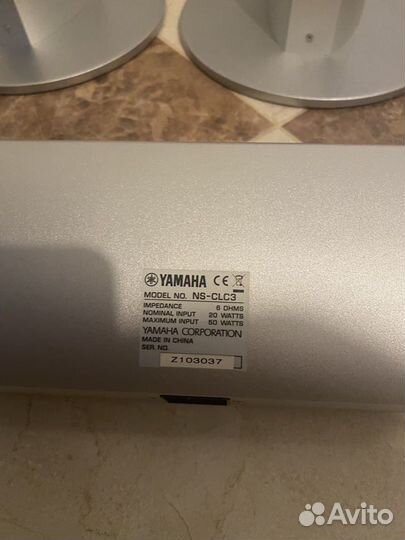 YAMAHA CE
MODEL NO. NS-CLC3
IMPEDANCE 6 OHMS
NOMINAL INPUT 20 WATTS
MAXIMUM INPUT 50 WATTS
YAMAHA CORPORATION
MADE IN CHINA
SER. NO.
Z103037
Avito